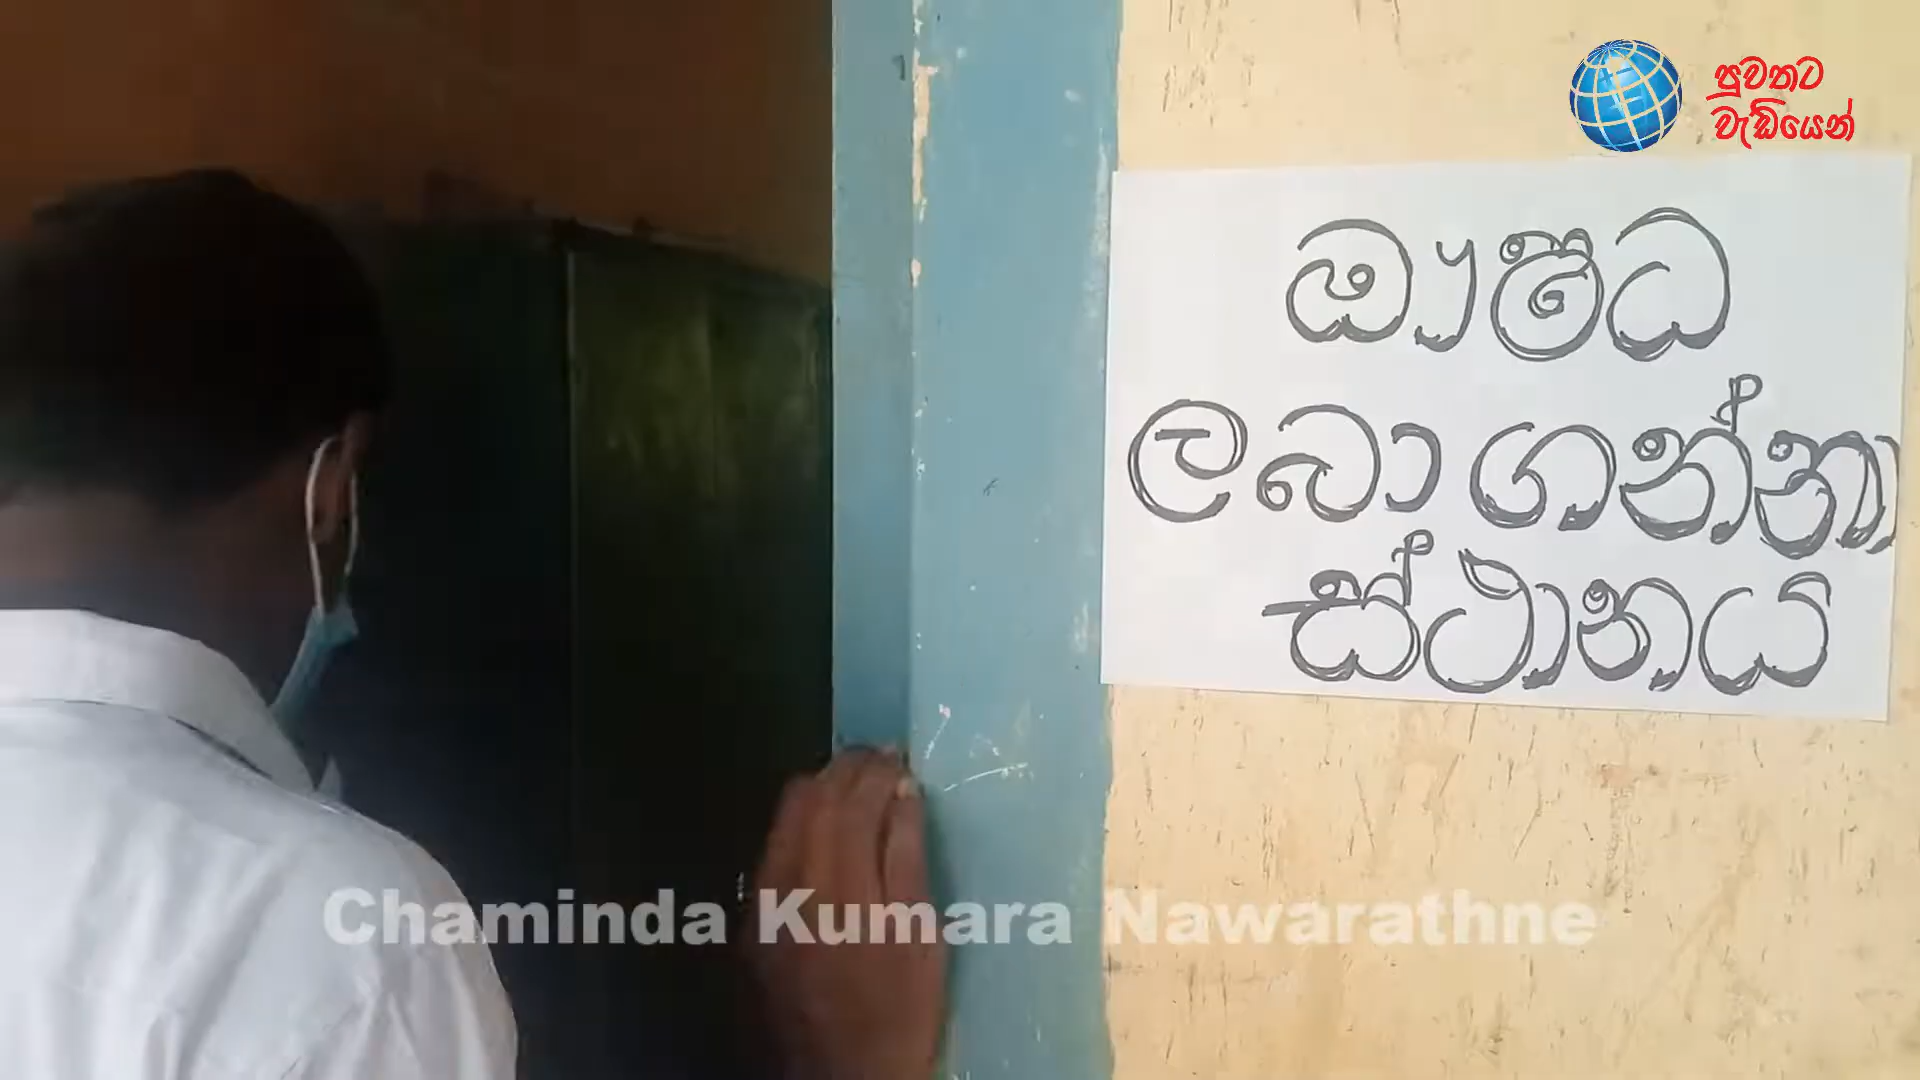 පුවතට
වැඩියෙන්
ඖෂධ
ලබා ගන්නා
ස්ථානය
Chaminda Kumara Nawarathne